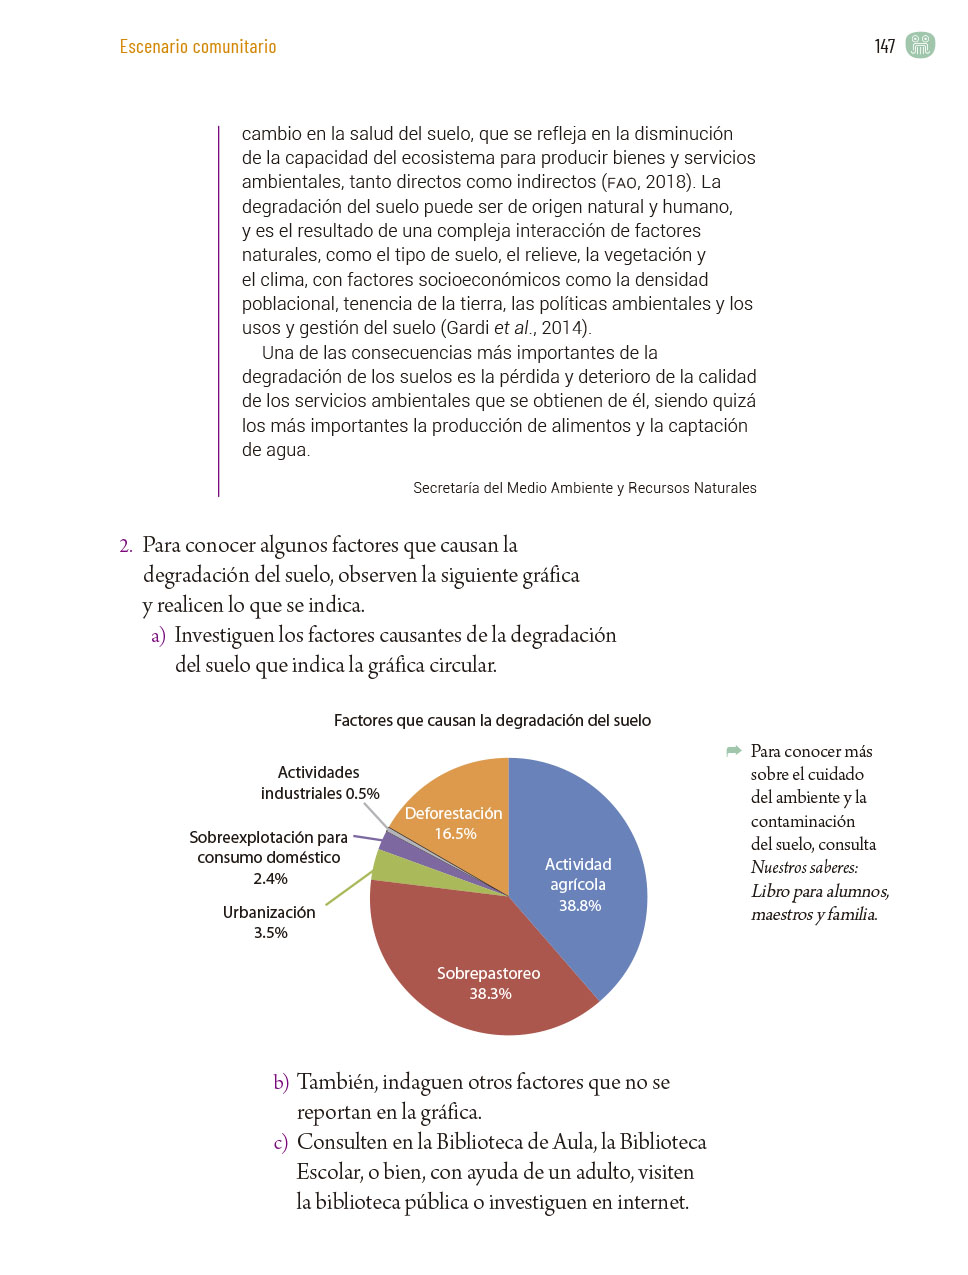 Escenario comunitario
147
cambio en la salud del suelo, que se refleja en la disminución
de la capacidad del ecosistema para producir bienes y servicios
ambientales, tanto directos como indirectos (FAO, 2018). La
degradación del suelo puede ser de origen natural y humano,
y es el resultado de una compleja interacción de factores
naturales, como el tipo de suelo, el relieve, la vegetación y
el clima, con factores socioeconómicos como la densidad
poblacional, tenencia de la tierra, las políticas ambientales y los
usos y gestión del suelo (Gardi et al., 2014).
Una de las consecuencias más importantes de la
degradación de los suelos es la pérdida y deterioro de la calidad
de los servicios ambientales que se obtienen de él, siendo quizá
los más importantes la producción de alimentos y la captación
de agua.
Secretaría del Medio Ambiente y Recursos Naturales
2. Para conocer algunos factores que causan la
degradación del suelo, observen la siguiente gráfica
y realicen lo que se indica.
a) Investiguen los factores causantes de la degradación
del suelo que indica la gráfica circular.
Factores que causan la degradación del suelo
Actividades
industriales 0.5%
Deforestación
16.5%
Sobreexplotación para
consumo doméstico
2.4%
Actividad
agrícola
38.8%
Urbanización
3.5%
Sobrepastoreo
38.3%
Para conocer más
sobre el cuidado
del ambiente y la
contaminación
del suelo, consulta
Nuestros saberes:
Libro para alumnos,
maestros y familia.
b) También, indaguen otros factores que no se
reportan en la gráfica.
c) Consulten en la Biblioteca de Aula, la Biblioteca
Escolar, o bien, con ayuda de un adulto, visiten
la biblioteca pública o investiguen en internet.